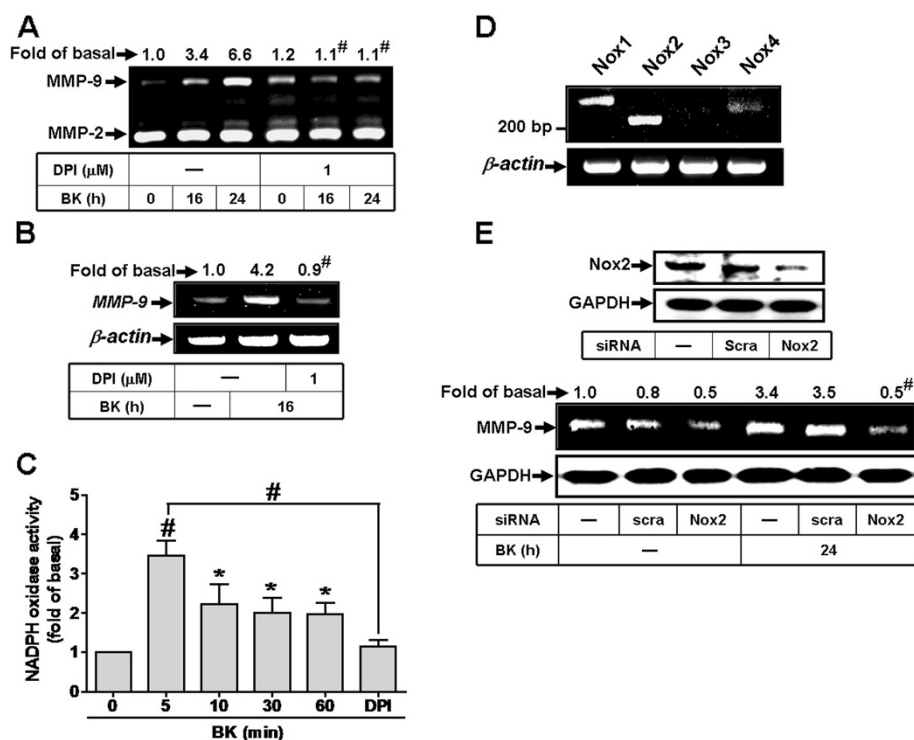 A
Fold of basal 1.0 3.4 6.6 1.2 1.1# 1.1#
MMP-9
MMP-2
DPI (μM) — 1
BK (h) 0 16 24 0 16 24
B
Fold of basal 1.0 4.2 0.9#
MMP-9
β-actin
DPI (μM) — 1
BK (h) — 16
C
NADPH oxidase activity
(fold of basal)
5
4
3
2
1
0
#
#
* * *
0 5 10 30 60 DPI
BK (min)
D
Nox1 Nox2 Nox3 Nox4
200 bp
β-actin
E
Nox2
GAPDH
siRNA — Scra Nox2
Fold of basal 1.0 0.8 0.5 3.4 3.5 0.5#
MMP-9
GAPDH
siRNA — scra Nox2 — scra Nox2
BK (h) — 24